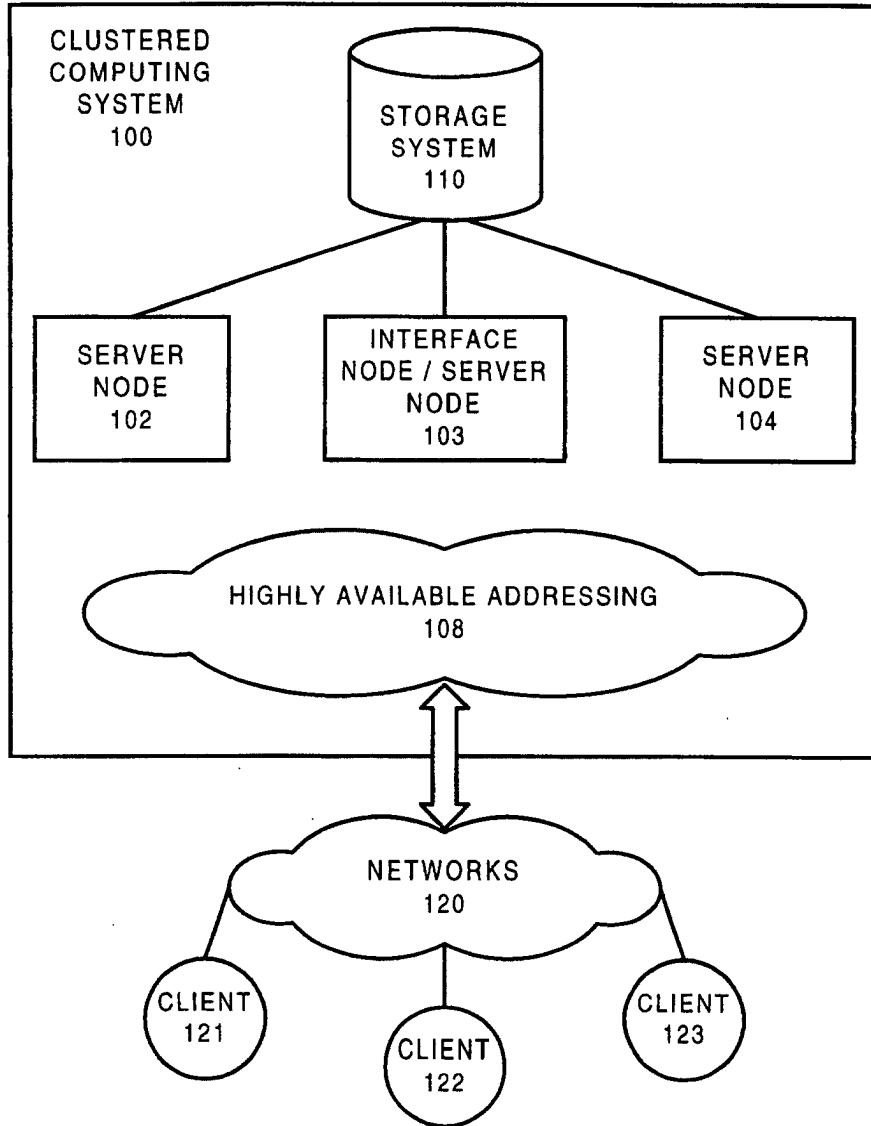 CLUSTERED
COMPUTING
SYSTEM
100
STORAGE
SYSTEM
110
SERVER
NODE
102
INTERFACE
NODE / SERVER
NODE
103
SERVER
NODE
104
HIGHLY AVAILABLE ADDRESSING
108
NETWORKS
120
CLIENT
121
CLIENT
122
CLIENT
123